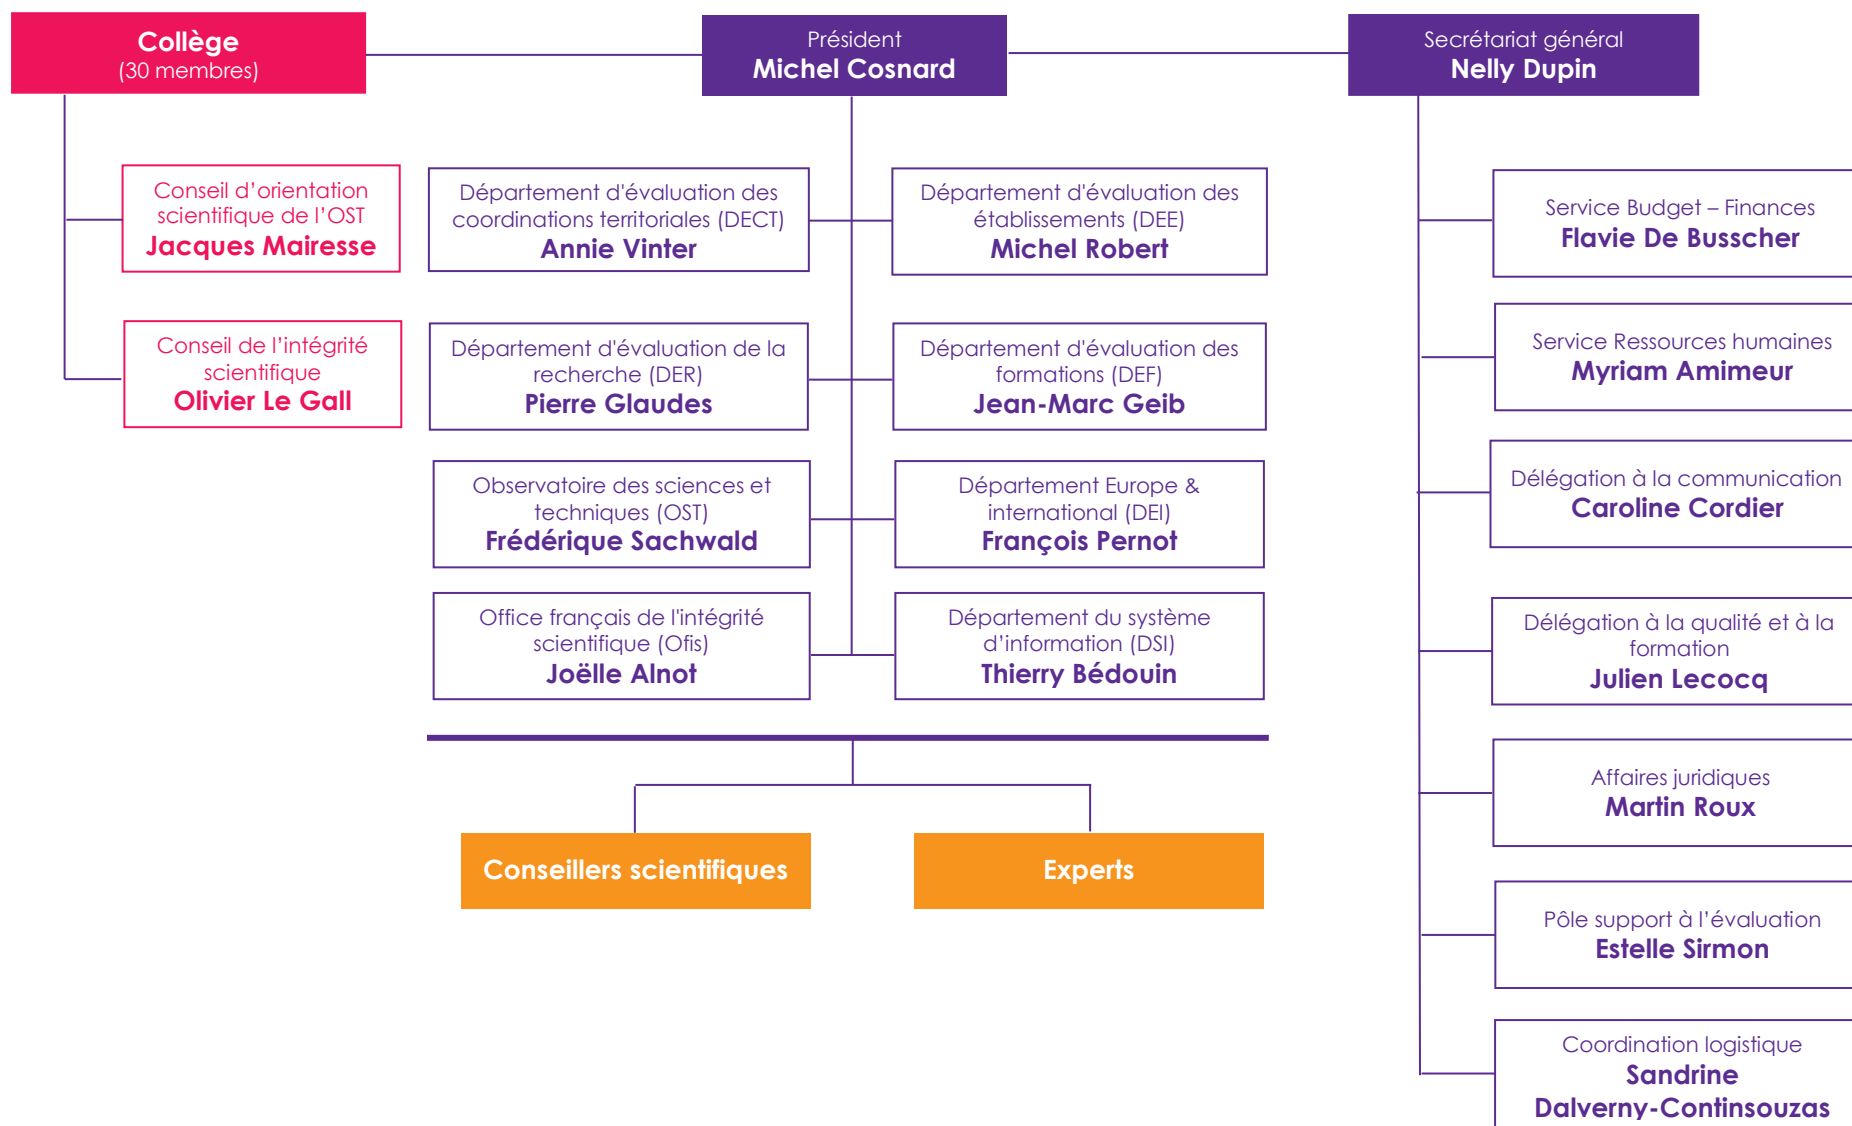 Collège
(30 membres)
Président
Michel Cosnard
Secrétariat général
Nelly Dupin
Conseil d’orientation
scientifique de l’OST
Jacques Mairesse
Conseil de l’intégrité
scientifique
Olivier Le Gall
Département d'évaluation des
coordinations territoriales (DECT)
Annie Vinter
Département d'évaluation des
établissements (DEE)
Michel Robert
Département d'évaluation de la
recherche (DER)
Pierre Glaudes
Département d'évaluation des
formations (DEF)
Jean-Marc Geib
Observatoire des sciences et
techniques (OST)
Frédérique Sachwald
Département Europe &
international (DEI)
François Pernot
Office français de l'intégrité
scientifique (Ofis)
Joëlle Alnot
Département du système
d’information (DSI)
Thierry Bédouin
Conseillers scientifiques
Experts
Service Budget – Finances
Flavie De Busscher
Service Ressources humaines
Myriam Amimeur
Délégation à la communication
Caroline Cordier
Délégation à la qualité et à la
formation
Julien Lecocq
Affaires juridiques
Martin Roux
Pôle support à l’évaluation
Estelle Sirmon
Coordination logistique
Sandrine
Dalverny-Continsouzas